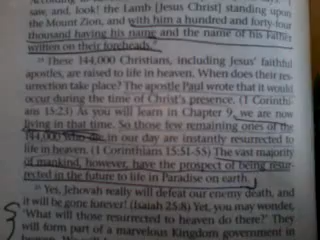 saw, and, look! the Lamb [Jesus Christ] standing upon
the Mount Zion, and with him a hundred and forty-four
thousand having his name and the name of his Father
written on their foreheads."
²⁴ These 144,000 Christians, including Jesus' faithful
apostles, are raised to life in heaven. When does their res-
urrection take place? The apostle Paul wrote that it would
occur during the time of Christ's presence. (1 Corinthi-
ans 15:23) As you will learn in Chapter 9, we are now
living in that time. So those few remaining ones of the
144,000 who die in our day are instantly resurrected to
life in heaven. (1 Corinthians 15:51-55) The vast majority
of mankind, however, have the prospect of being resur-
rected in the future to life in Paradise on earth.
²⁵ Yes, Jehovah really will defeat our enemy death, and
it will be gone forever! (Isaiah 25:8) Yet, you may wonder,
'What will those resurrected to heaven do there?' They
will form part of a marvelous Kingdom government in